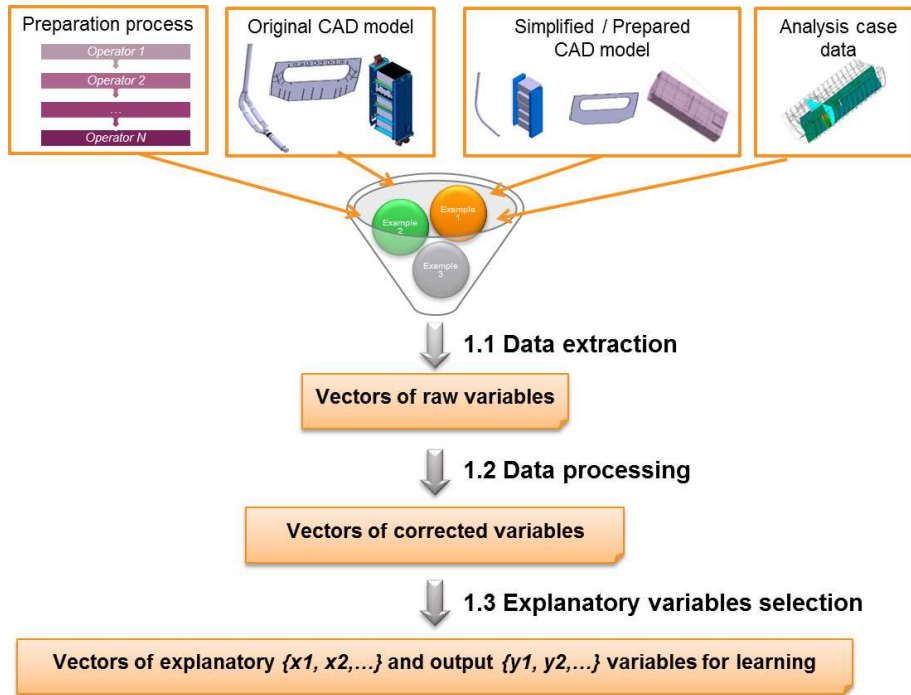 Preparation process
Operator 1
Operator 2
...
Operator N
Original CAD model
Simplified / Prepared
CAD model
Analysis case
data
Example
1
Example
2
Example
3
1.1 Data extraction
Vectors of raw variables
1.2 Data processing
Vectors of corrected variables
1.3 Explanatory variables selection
Vectors of explanatory {x1, x2,...} and output {y1, y2,...} variables for learning